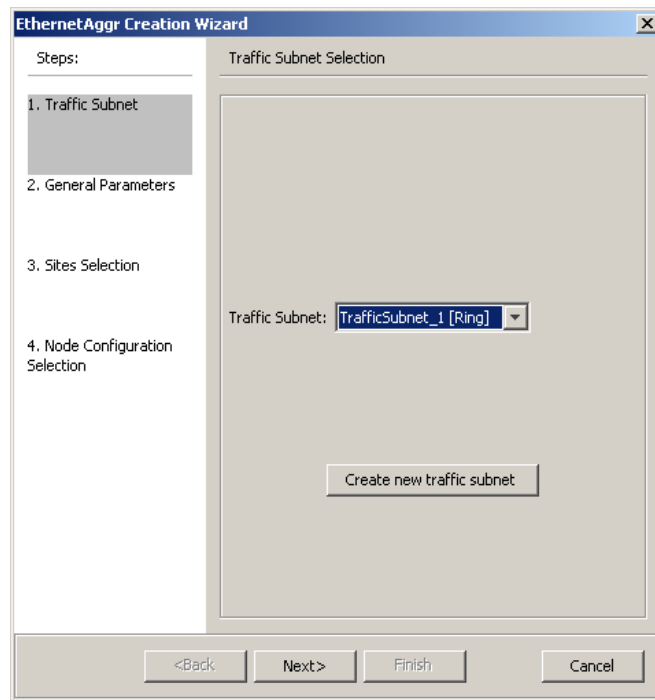 EthernetAggr Creation Wizard
Steps:
Traffic Subnet Selection
1. Traffic Subnet
2. General Parameters
3. Sites Selection
4. Node Configuration
Selection
Traffic Subnet: TrafficSubnet_1 [Ring]
Create new traffic subnet
<Back Next> Finish Cancel